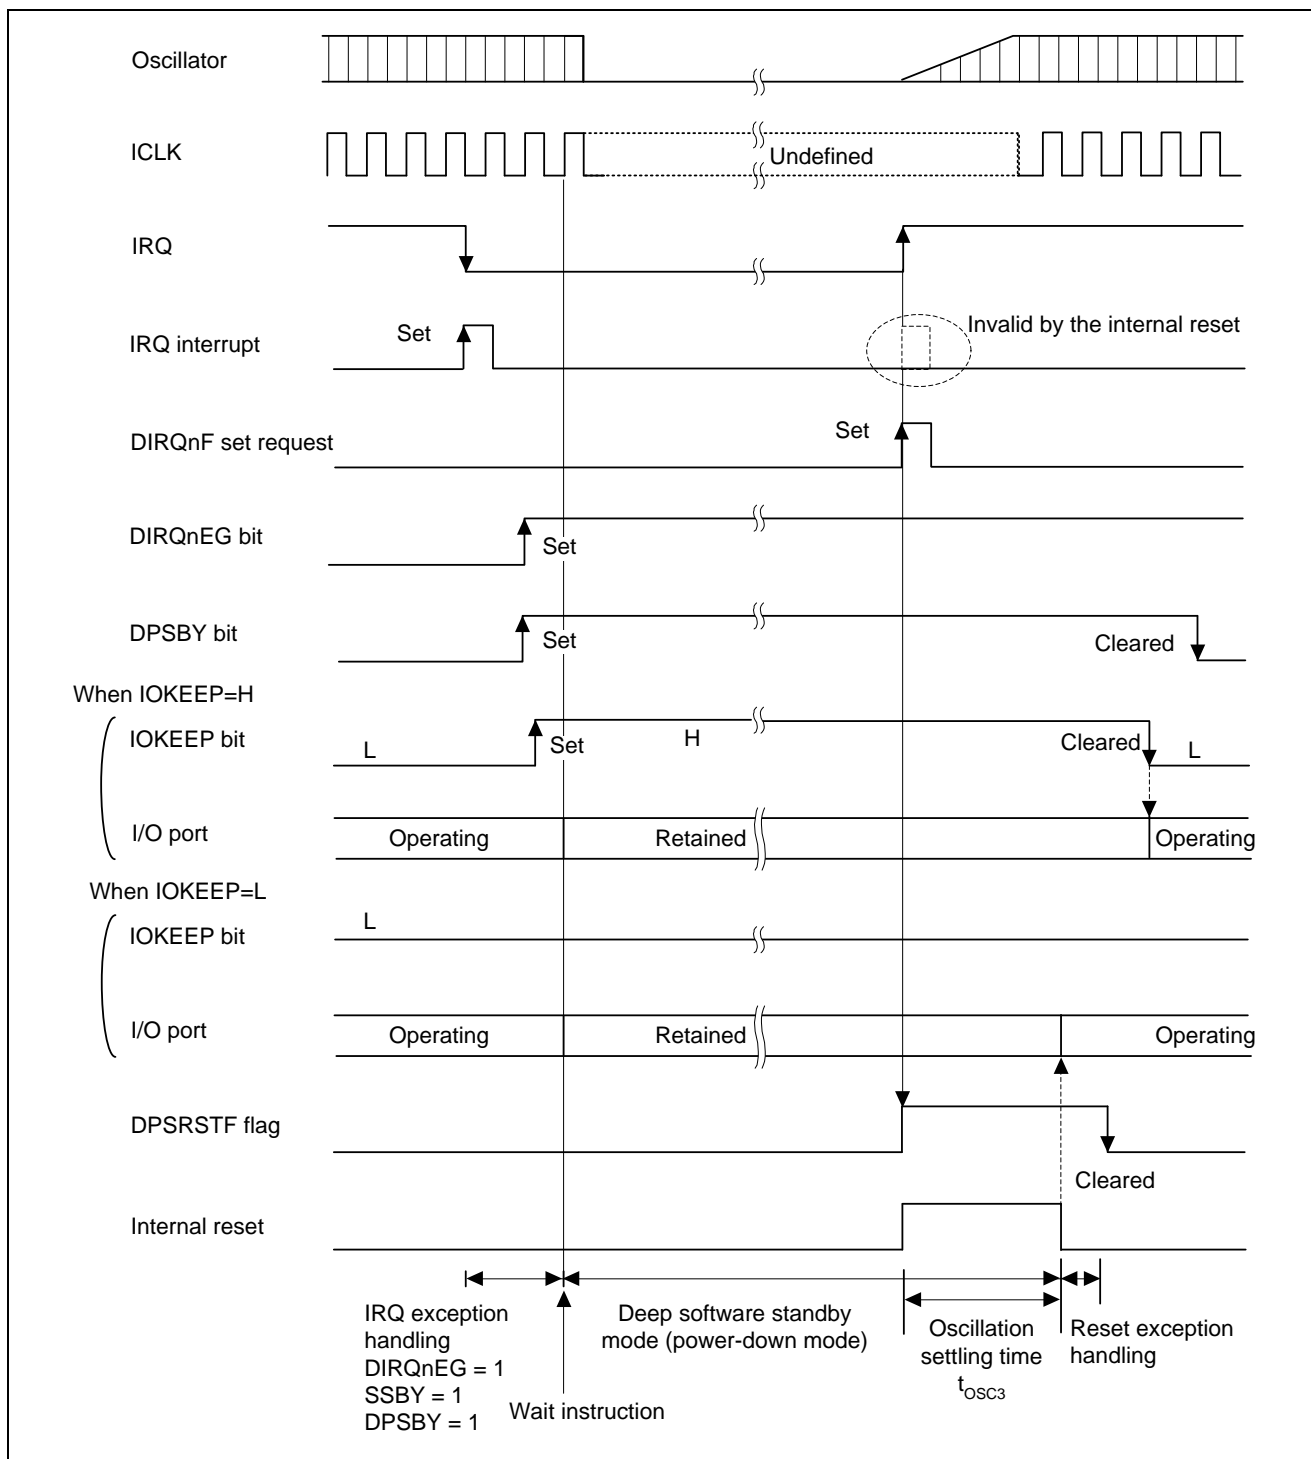 Oscillator
ICLK
Undefined
IRQ
Invalid by the internal reset
Set
IRQ interrupt
Set
DIRQnF set request
DIRQnEG bit
Set
DPSBY bit
Set
Cleared
When IOKEEP=H
IOKEEP bit
L
Set
H
Cleared
L
I/O port
Operating
Retained
Operating
When IOKEEP=L
L
IOKEEP bit
I/O port
Operating
Retained
Operating
DPSRSTF flag
Cleared
Internal reset
IRQ exception
handling
DIRQnEG = 1
SSBY = 1
DPSBY = 1
Wait instruction
Deep software standby
mode (power-down mode)
Oscillation
settling time
tOSC3
Reset exception
handling